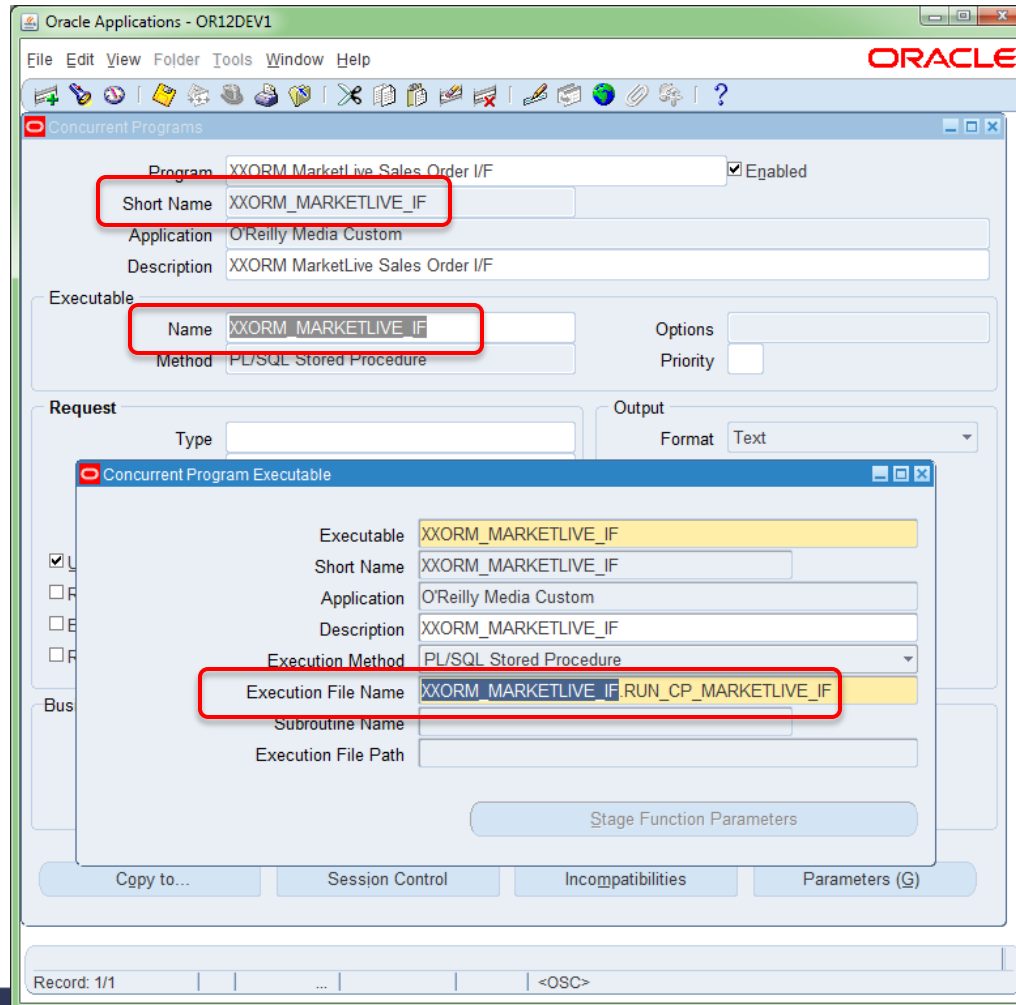 Oracle Applications - OR12DEV1
File Edit View Folder Tools Window Help
ORACLE
Concurrent Programs
Program XXORM MarketLive Sales Order I/F Enabled
Short Name XXORM_MARKETLIVE_IF
Application O'Reilly Media Custom
Description XXORM MarketLive Sales Order I/F
Executable
Name XXORM_MARKETLIVE_IF Options
Method PL/SQL Stored Procedure Priority
Request Output
Type Format Text
Concurrent Program Executable
Executable XXORM_MARKETLIVE_IF
Short Name XXORM_MARKETLIVE_IF
Application O'Reilly Media Custom
Description XXORM_MARKETLIVE_IF
Execution Method PL/SQL Stored Procedure
Execution File Name XXORM_MARKETLIVE_IF.RUN_CP_MARKETLIVE_IF
Subroutine Name
Execution File Path
Stage Function Parameters
Copy to... Session Control Incompatibilities Parameters (G)
Record: 1/1 ... <OSC>